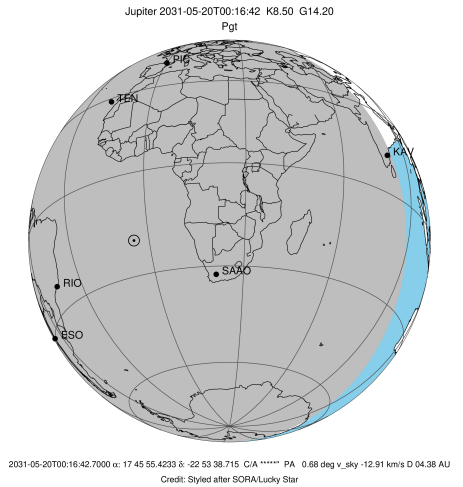 Jupiter 2031-05-20T00:16:42 K8.50 G14.20
Pgt
PIC
TEN
KAV
SAAO
RIO
ESO
2031-05-20T00:16:42.7000 α: 17 45 55.4233 δ: -22 53 38.715 C/A *****" PA 0.68 deg v_sky -12.91 km/s D 04.38 AU
Credit: Styled after SORA/Lucky Star